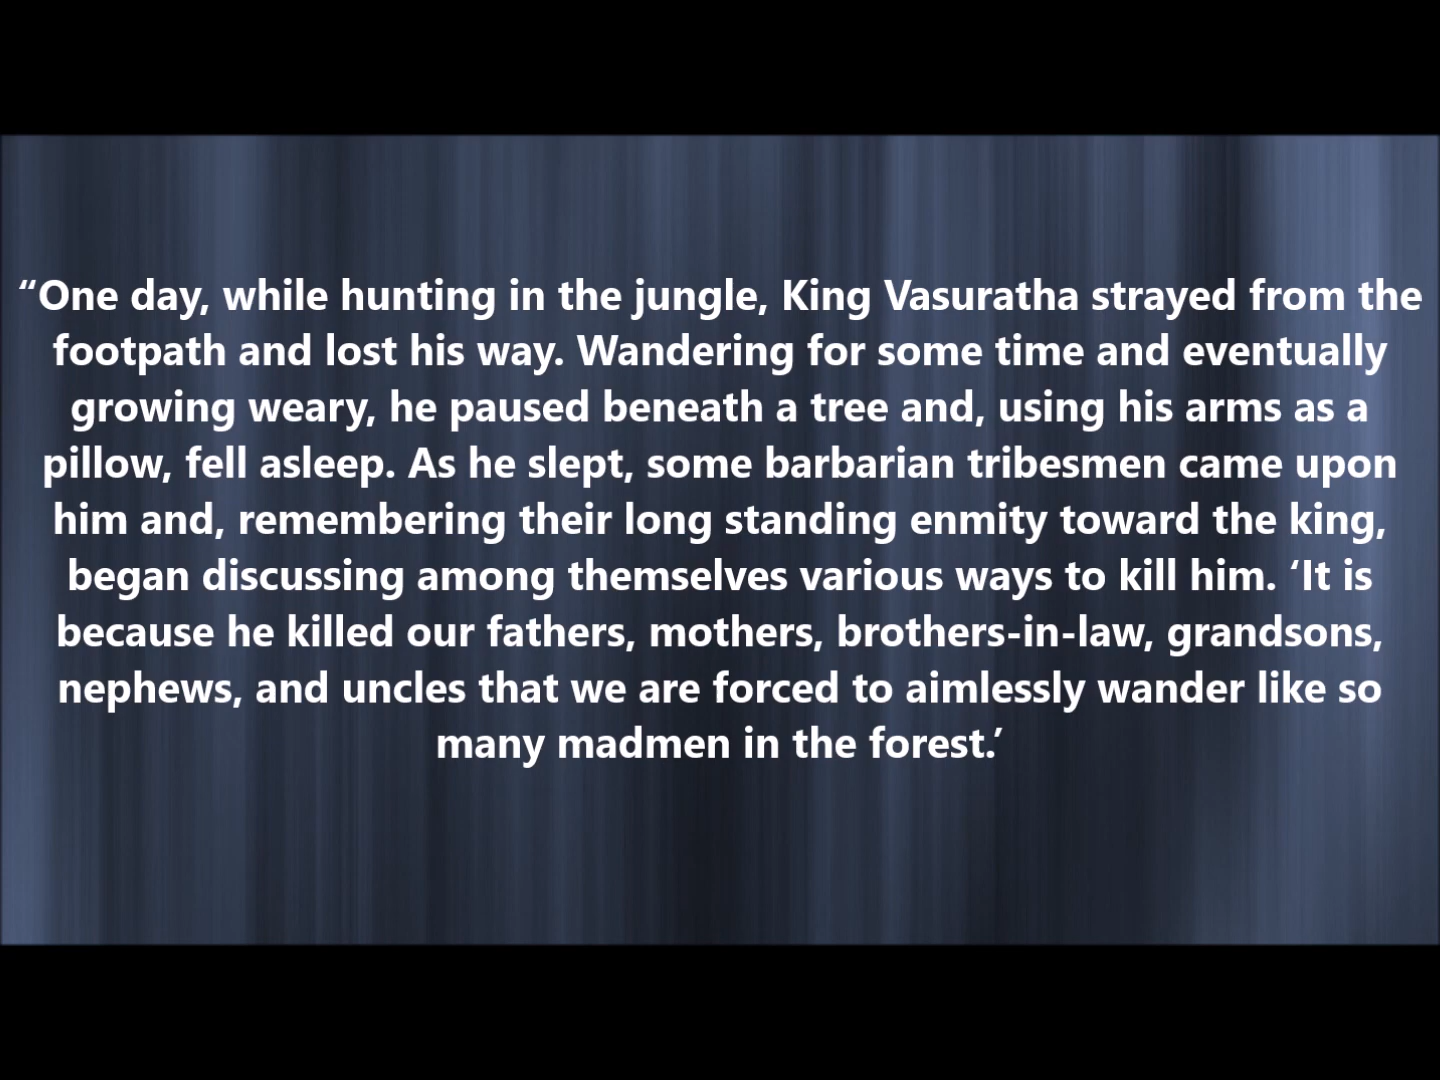 “One day, while hunting in the jungle, King Vasuratha strayed from the
footpath and lost his way. Wandering for some time and eventually
growing weary, he paused beneath a tree and, using his arms as a
pillow, fell asleep. As he slept, some barbarian tribesmen came upon
him and, remembering their long standing enmity toward the king,
began discussing among themselves various ways to kill him. ‘It is
because he killed our fathers, mothers, brothers-in-law, grandsons,
nephews, and uncles that we are forced to aimlessly wander like so
many madmen in the forest.’